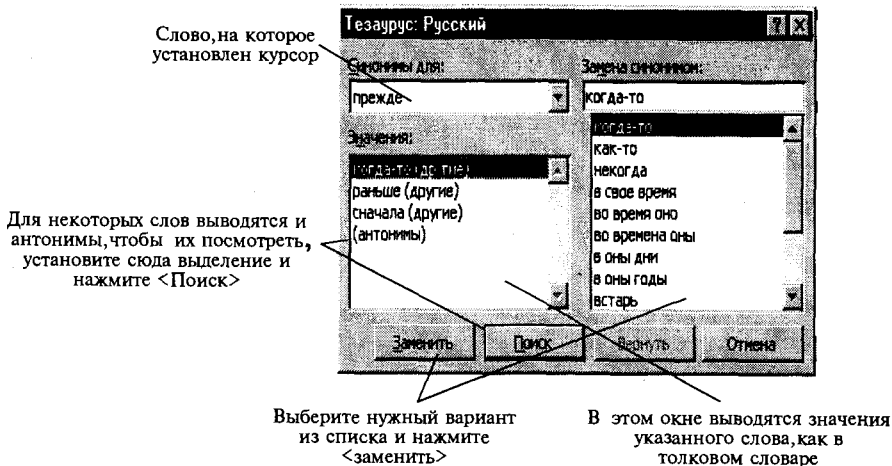 Слово,на которое
установлен курсор
Тезаурус: Русский
Синонимы для:
прежде
Замена синонимом:
когда-то
Значения:
когда-то (другие)
раньше (другие)
сначала (другие)
(антонимы)
когда-то
как-то
некогда
в свое время
во время оно
во времена оны
в оны дни
в оны годы
встарь
Для некоторых слов выводятся и
антонимы,чтобы их посмотреть,
установите сюда выделение и
нажмите <Поиск>
Заменить
Поиск
Вернуть
Отмена
Выберите нужный вариант
из списка и нажмите
<заменить>
В этом окне выводятся значения
указанного слова,как в
толковом словаре